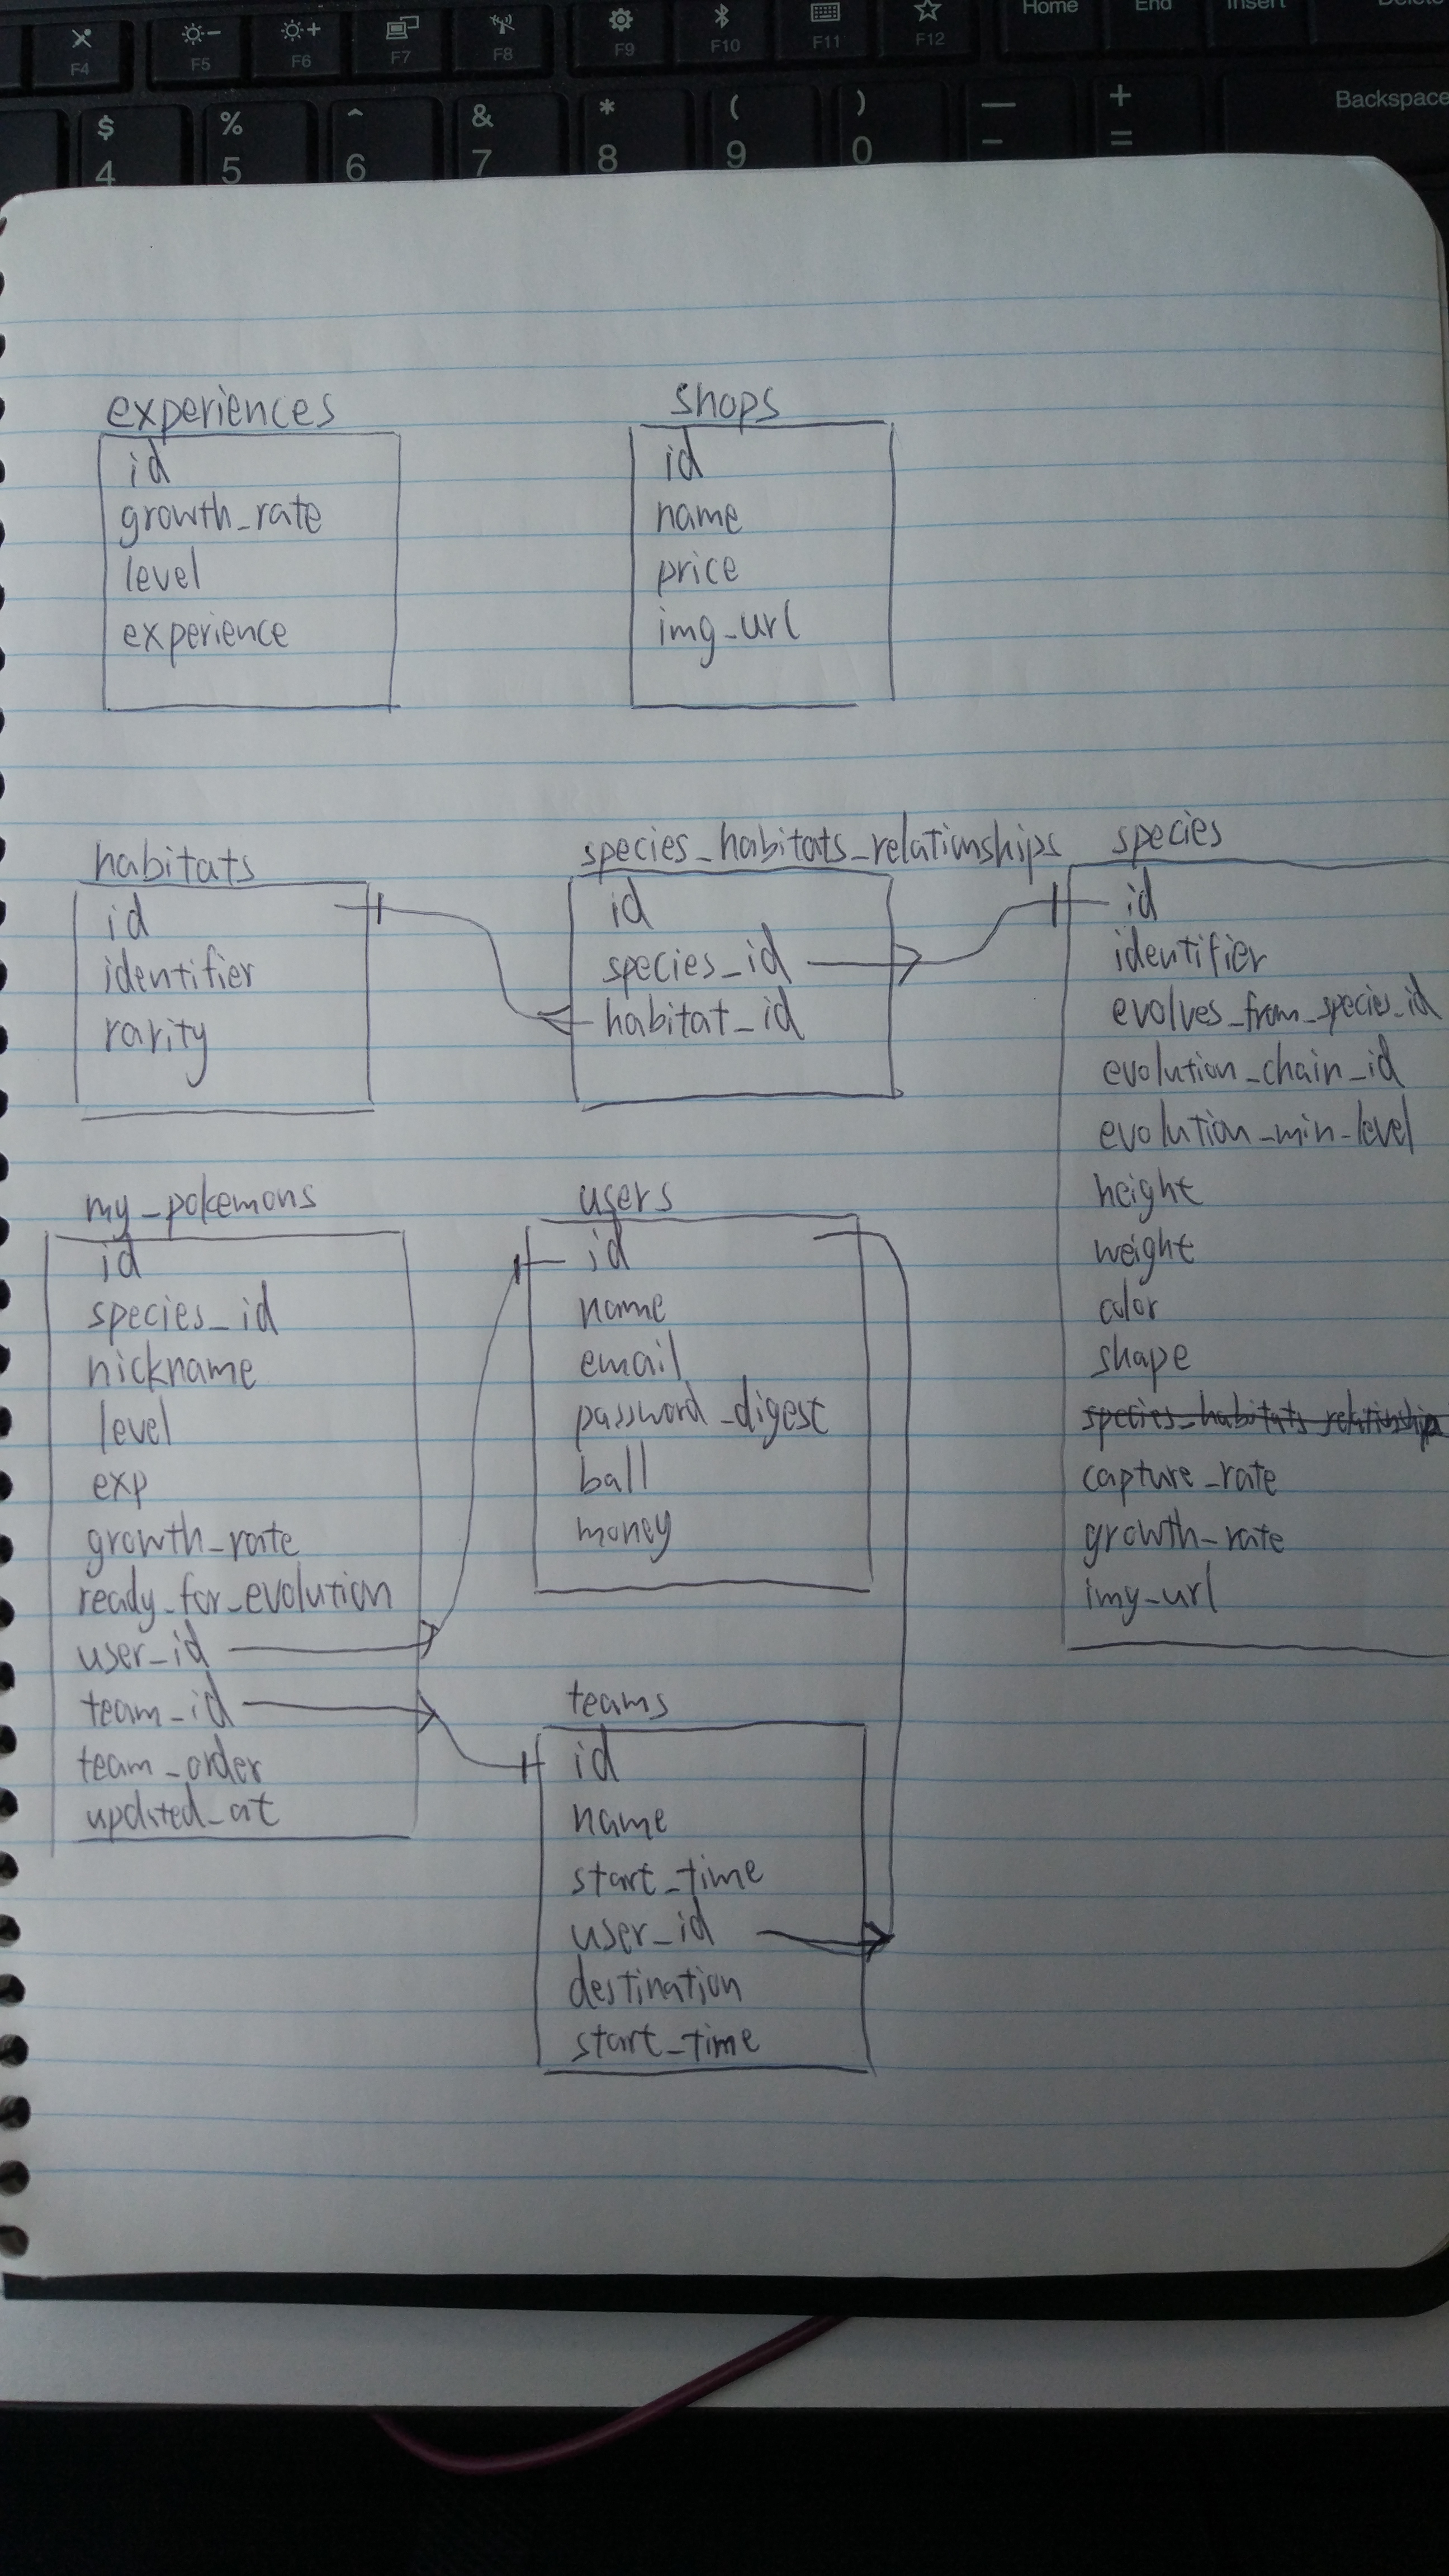 Home End Insert Delete
F4 F5 F6 F7 F8 F9 F10 F11 F12
$ % ^ & * ( ) — + Backspace
4 5 6 7 8 9 0 - =
experiences
id
growth_rate
level
experience
shops
id
name
price
img_url
habitats
id
identifier
rarity
species_habitats_relationships
id
species_id
habitat_id
species
id
identifier
evolves_from_species_id
evolution_chain_id
evolution_min_level
height
weight
color
shape
species_habitats_relationship
capture_rate
growth_rate
img_url
my_pokemons
id
species_id
nickname
level
exp
growth_rate
ready_for_evolution
user_id
team_id
team_order
updated_at
users
id
name
email
password_digest
ball
money
teams
id
name
start_time
user_id
destination
start_time